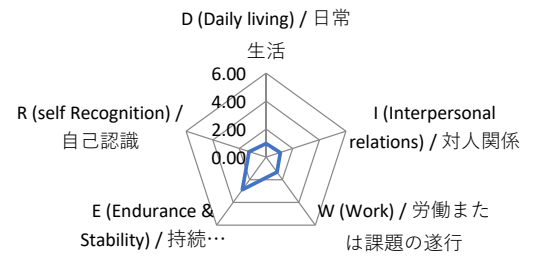 D (Daily living) / 日常
生活
6.00
4.00
2.00
0.00
I (Interpersonal
relations) / 対人関係
W (Work) / 労働また
は課題の遂行
E (Endurance &
Stability) / 持続…
R (self Recognition) /
自己認識